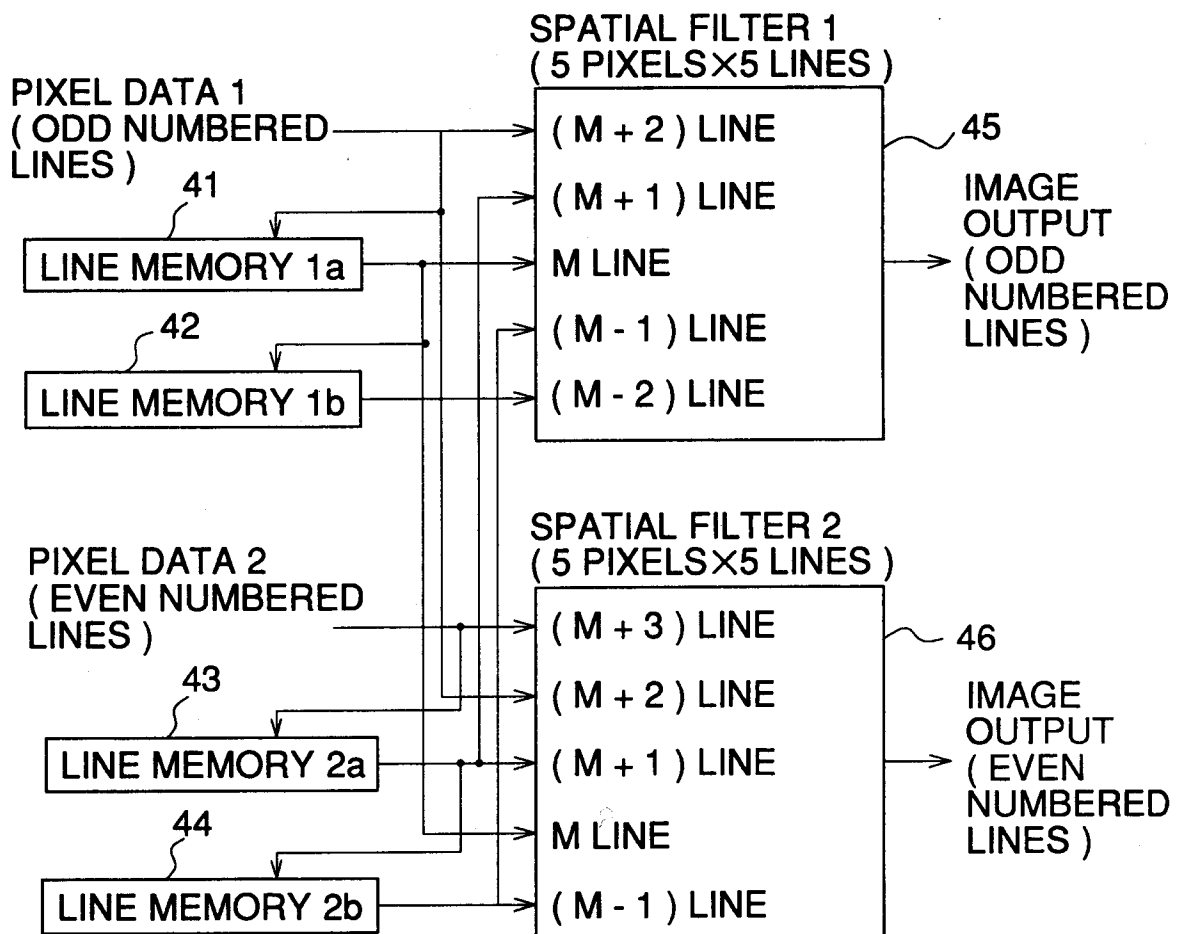 SPATIAL FILTER 1
( 5 PIXELS×5 LINES )
PIXEL DATA 1
( ODD NUMBERED
LINES )
41
LINE MEMORY 1a
42
LINE MEMORY 1b
( M + 2 ) LINE
( M + 1 ) LINE
M LINE
( M - 1 ) LINE
( M - 2 ) LINE
45
IMAGE
OUTPUT
( ODD
NUMBERED
LINES )
SPATIAL FILTER 2
( 5 PIXELS×5 LINES )
PIXEL DATA 2
( EVEN NUMBERED
LINES )
43
LINE MEMORY 2a
44
LINE MEMORY 2b
( M + 3 ) LINE
( M + 2 ) LINE
( M + 1 ) LINE
M LINE
( M - 1 ) LINE
46
IMAGE
OUTPUT
( EVEN
NUMBERED
LINES )